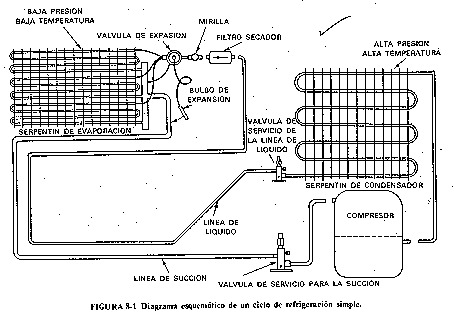 BAJA PRESION
BAJA TEMPERATURA
VALVULA DE EXPASION
MIRILLA
FILTRO SECADOR
ALTA PRESION
ALTA TEMPERATURA
BULBO DE
EXPANSIÓN
SERPENTIN DE EVAPORACION
VALVULA DE
SERVICIO DE
LA LINEA DE
LIQUIDO
SERPENTIN DE CONDENSADOR
COMPRESOR
LINEA DE
LIQUIDO
LINEA DE SUCCION
VALVULA DE SERVICIO PARA LA SUCCION
FIGURA 8-1 Diagrama esquemático de un ciclo de refrigeración simple.